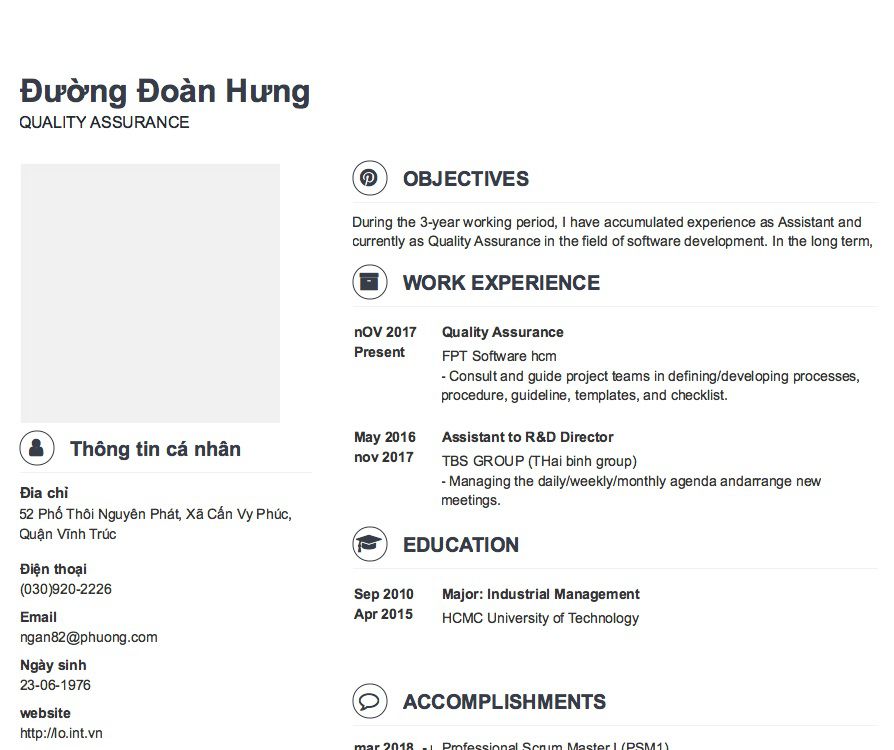 Đường Đoàn Hưng
QUALITY ASSURANCE
Thông tin cá nhân
Đia chỉ
52 Phố Thôi Nguyên Phát, Xã Cấn Vy Phúc,
Quận Vĩnh Trúc
Điện thoại
(030)920-2226
Email
ngan82@phuong.com
Ngày sinh
23-06-1976
website
http://lo.int.vn
OBJECTIVES
During the 3-year working period, I have accumulated experience as Assistant and
currently as Quality Assurance in the field of software development. In the long term,
WORK EXPERIENCE
nOV 2017
Present
Quality Assurance
FPT Software hcm
- Consult and guide project teams in defining/developing processes,
procedure, guideline, templates, and checklist.
May 2016
nov 2017
Assistant to R&D Director
TBS GROUP (THai binh group)
- Managing the daily/weekly/monthly agenda andarrange new
meetings.
EDUCATION
Sep 2010
Apr 2015
Major: Industrial Management
HCMC University of Technology
ACCOMPLISHMENTS
mar 2018
Professional Scrum Master I (PSM1)